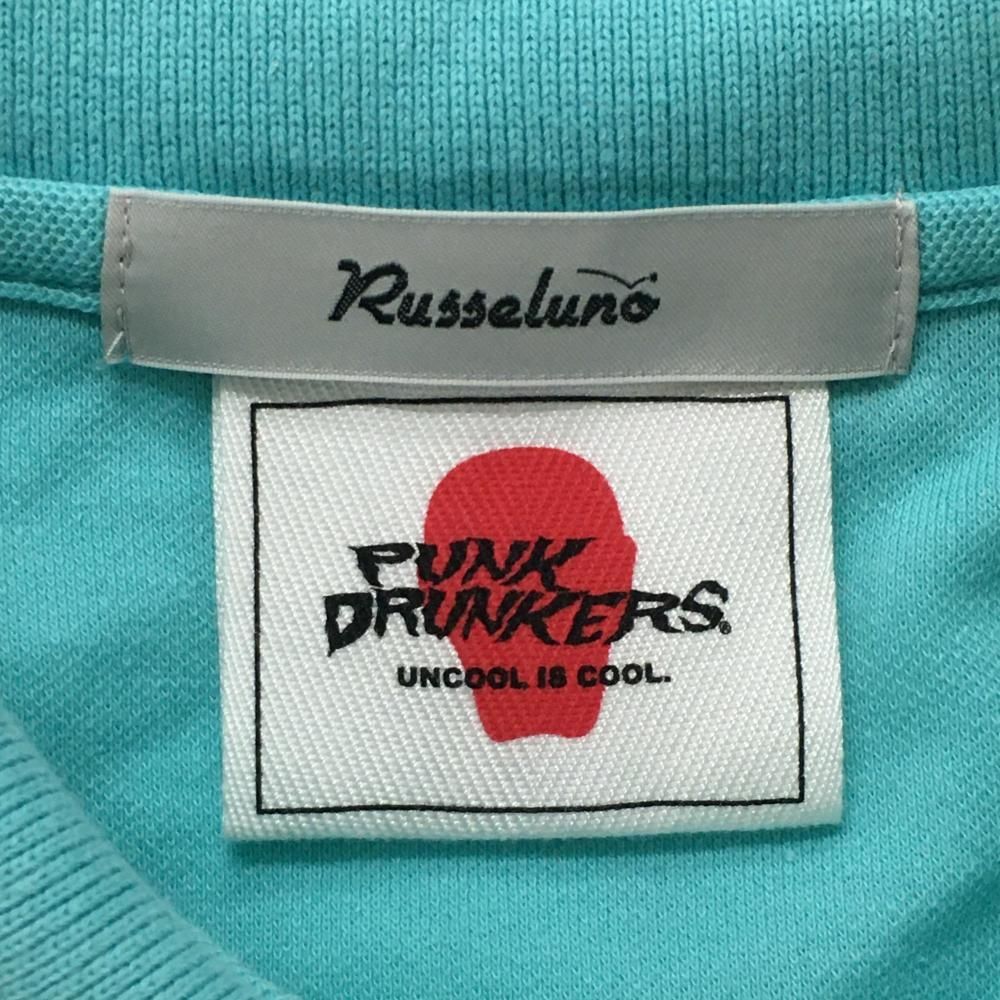 Russeluno
PUNK
DRUNKERS®
UNCOOL IS COOL.